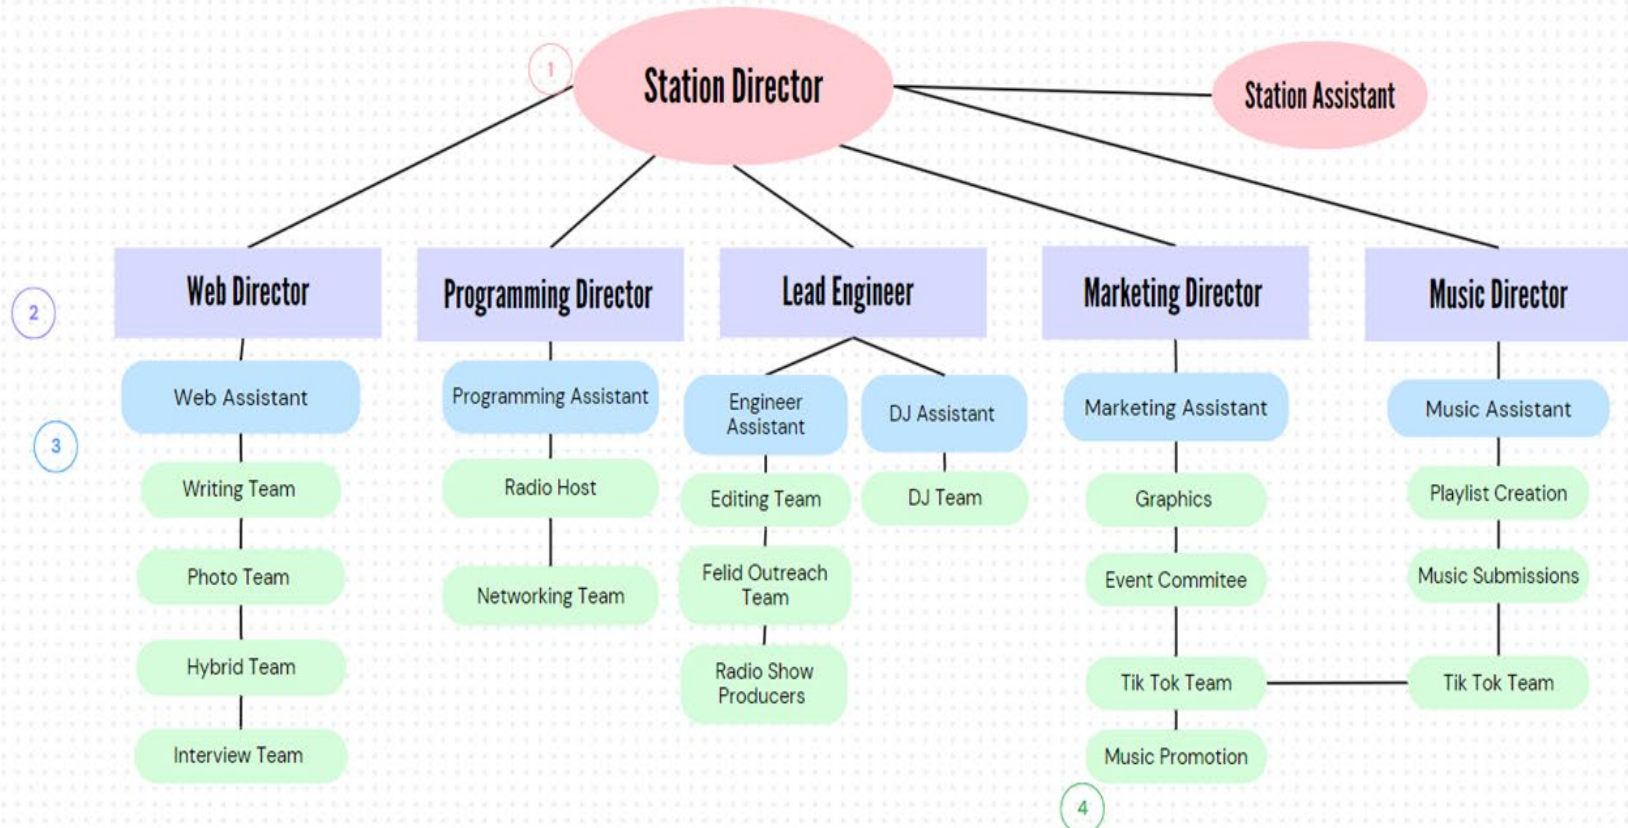 1
Station Director
Station Assistant
2
Web Director
Programming Director
Lead Engineer
Marketing Director
Music Director
3
Web Assistant
Programming Assistant
Engineer
Assistant
DJ Assistant
Marketing Assistant
Music Assistant
Writing Team
Radio Host
Editing Team
DJ Team
Graphics
Playlist Creation
Photo Team
Networking Team
Felid Outreach
Team
Event Commitee
Music Submissions
Hybrid Team
Radio Show
Producers
Tik Tok Team
Tik Tok Team
Interview Team
Music Promotion
4